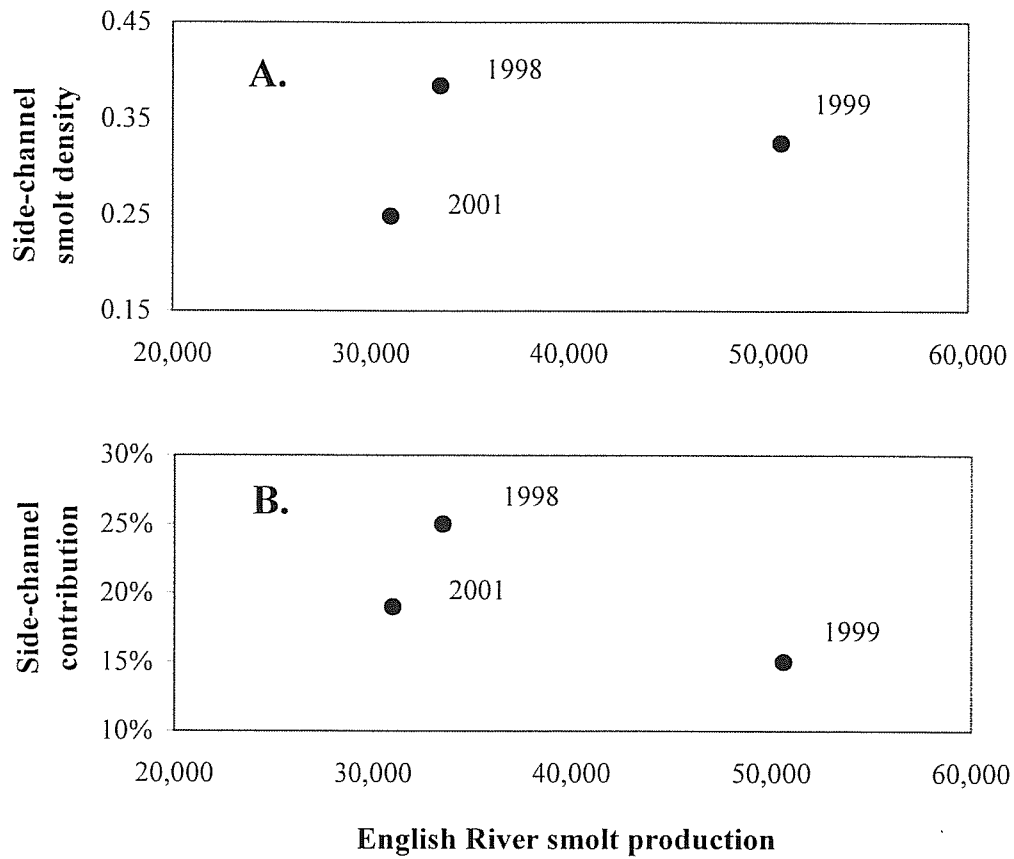 0.45
A.
1998
1999
Side-channel
smolt density
0.35
2001
0.25
0.15
20,000 30,000 40,000 50,000 60,000
30%
B.
1998
Side-channel
contribution
25%
2001
20%
1999
15%
10%
20,000 30,000 40,000 50,000 60,000
English River smolt production